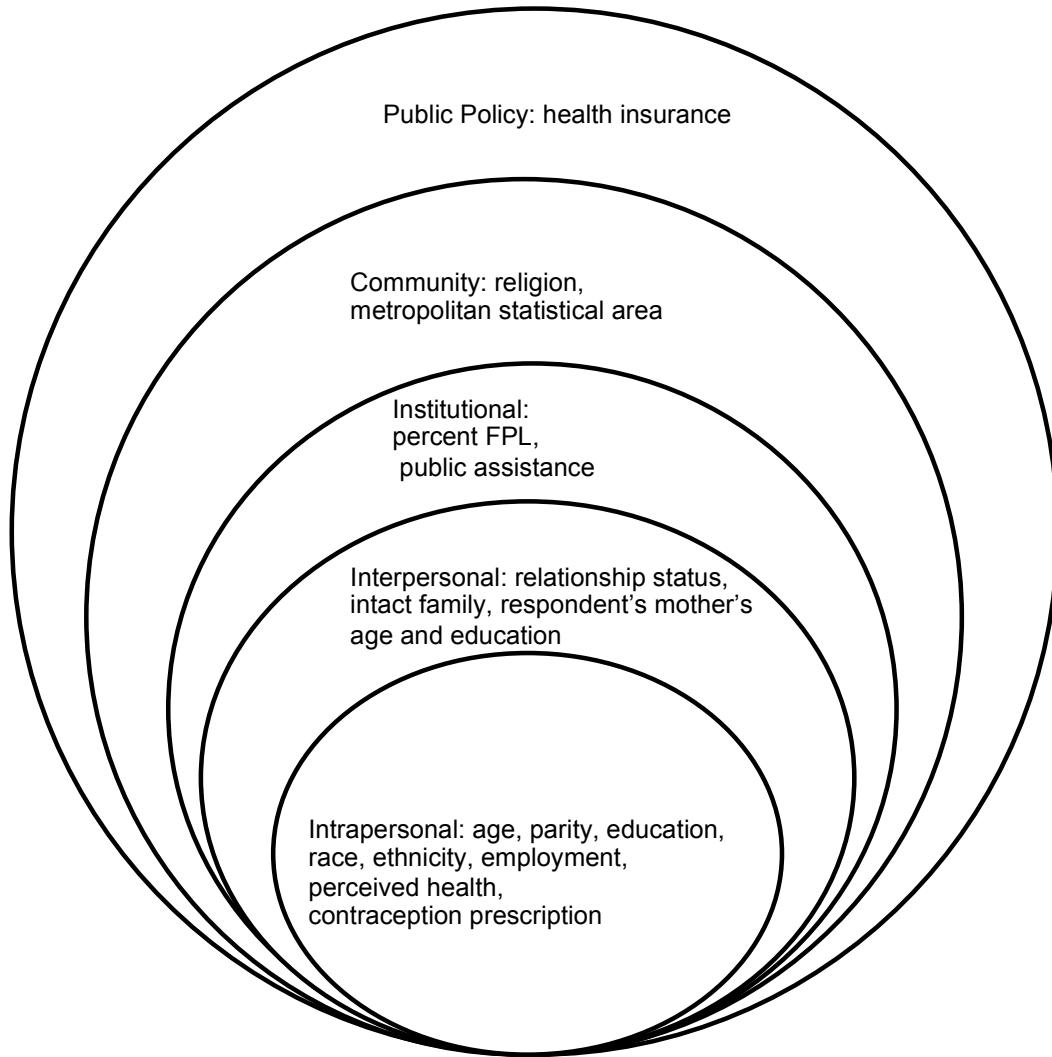 Public Policy: health insurance
Community: religion,
metropolitan statistical area
Institutional:
percent FPL,
public assistance
Interpersonal: relationship status,
intact family, respondent’s mother’s
age and education
Intrapersonal: age, parity, education,
race, ethnicity, employment,
perceived health,
contraception prescription